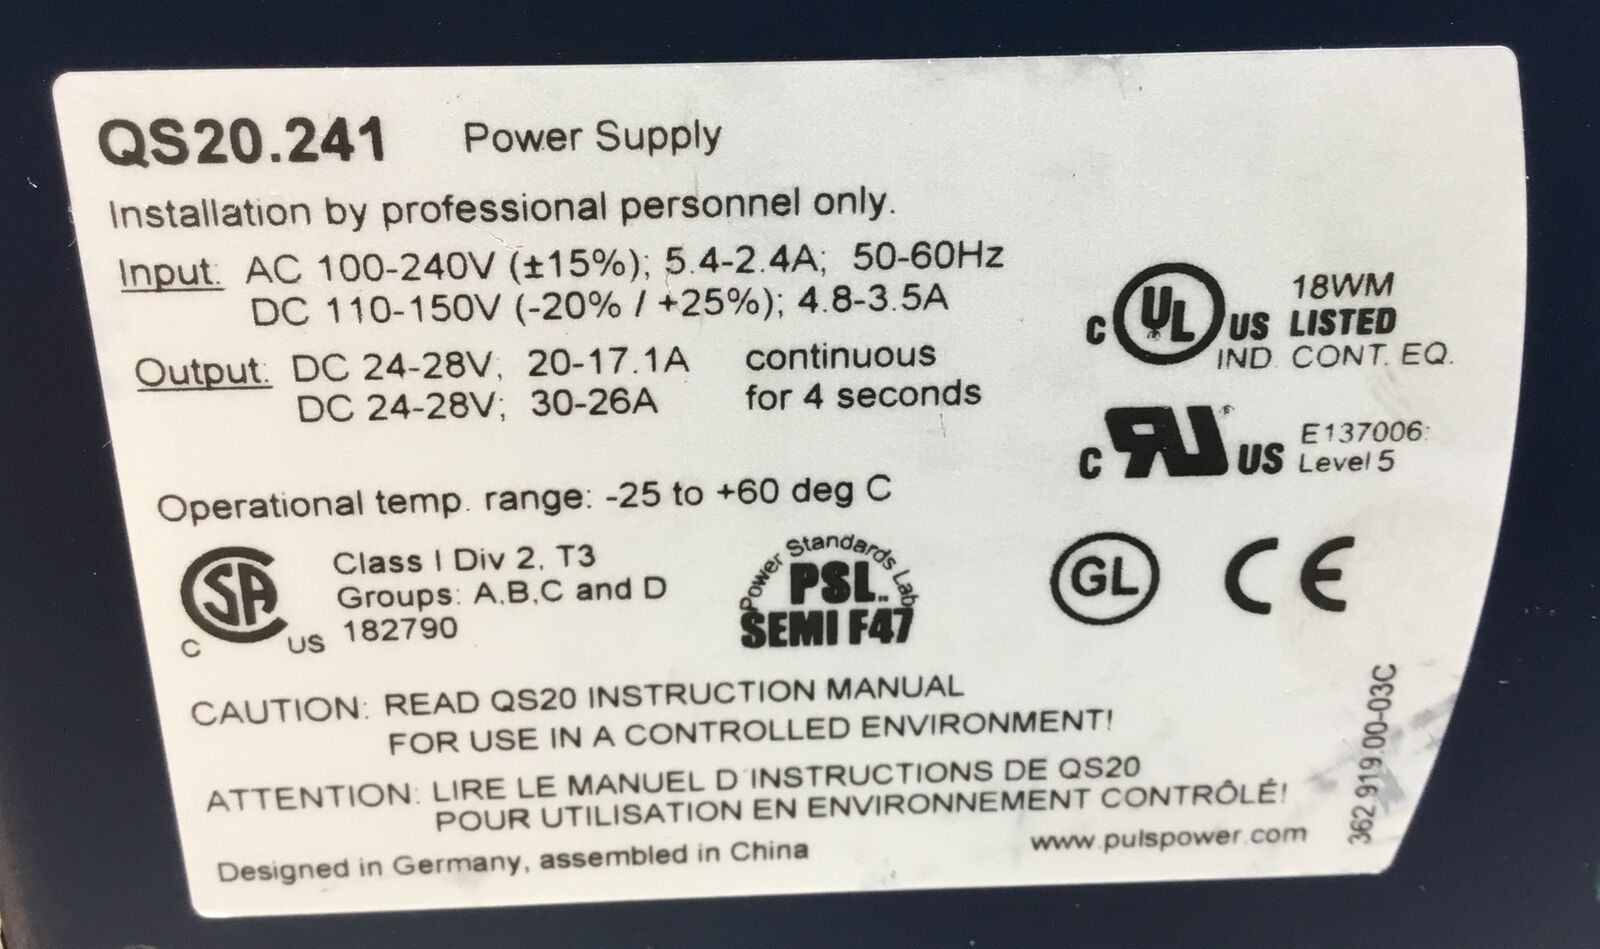 QS20.241 Power Supply
Installation by professional personnel only.
Input: AC 100-240V (±15%); 5.4-2.4A; 50-60Hz
DC 110-150V (-20% / +25%); 4.8-3.5A
Output: DC 24-28V; 20-17.1A continuous
DC 24-28V; 30-26A for 4 seconds
C UL US 18WM
LISTED
IND. CONT. EQ.
C RU US E137006:
Level 5
Operational temp. range: -25 to +60 deg C
C SA US Class I Div 2, T3
Groups: A,B,C and D
182790
Power Standards Lab
PSL
SEMI F47
GL
CE
CAUTION: READ QS20 INSTRUCTION MANUAL
FOR USE IN A CONTROLLED ENVIRONMENT!
ATTENTION: LIRE LE MANUEL D'INSTRUCTIONS DE QS20
POUR UTILISATION EN ENVIRONNEMENT CONTRÔLÉ!
Designed in Germany, assembled in China
www.pulspower.com
362.919.00-03C